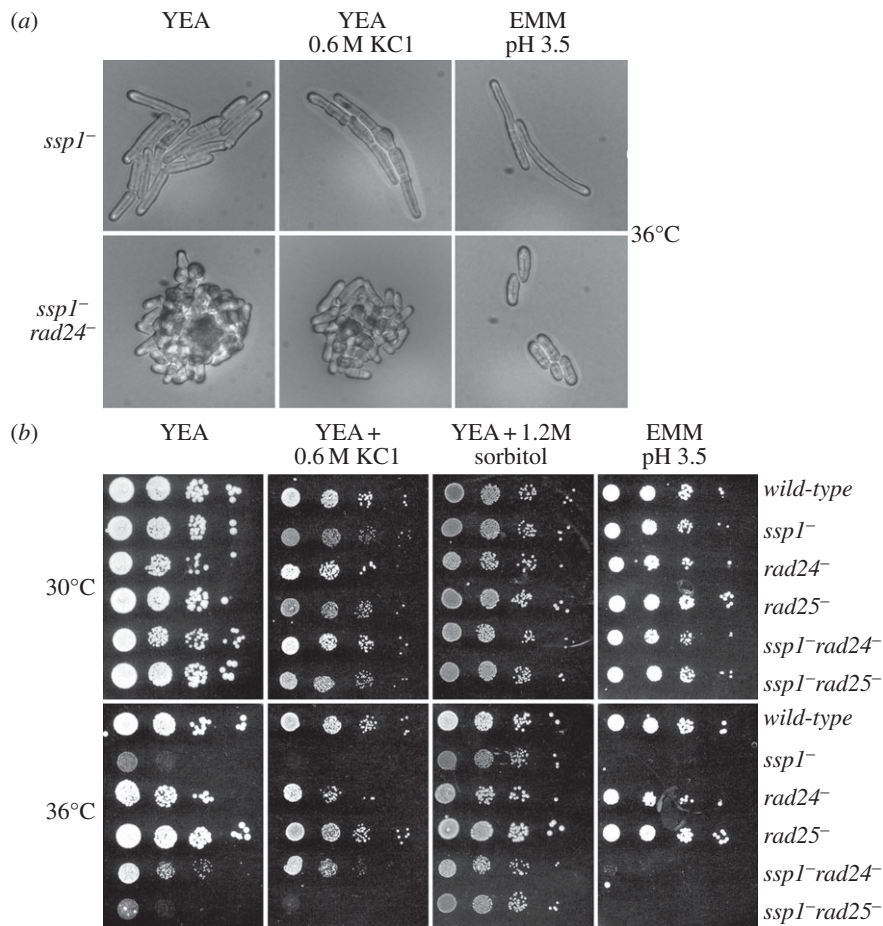 (a)
YEA
YEA
0.6 M KC1
EMM
pH 3.5
ssp1⁻
36°C
ssp1⁻
rad24⁻
(b)
YEA
YEA +
0.6 M KC1
YEA + 1.2M
sorbitol
EMM
pH 3.5
30°C
wild-type
ssp1⁻
rad24⁻
rad25⁻
ssp1⁻rad24⁻
ssp1⁻rad25⁻
36°C
wild-type
ssp1⁻
rad24⁻
rad25⁻
ssp1⁻rad24⁻
ssp1⁻rad25⁻